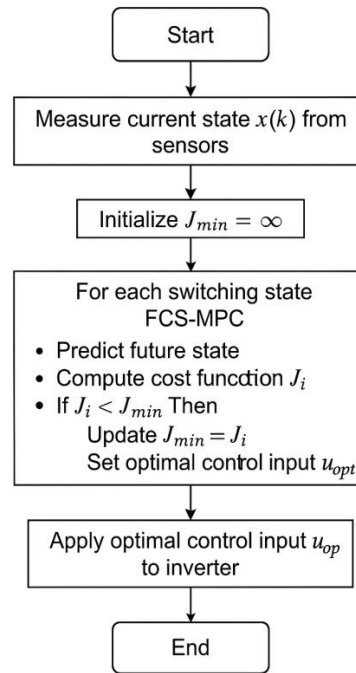 Start
Measure current state x(k) from
sensors
Initialize J_min = ∞
For each switching state
FCS-MPC
• Predict future state
• Compute cost function J_i
• If J_i < J_min Then
Update J_min = J_i
Set optimal control input u_opt
Apply optimal control input u_op
to inverter
End